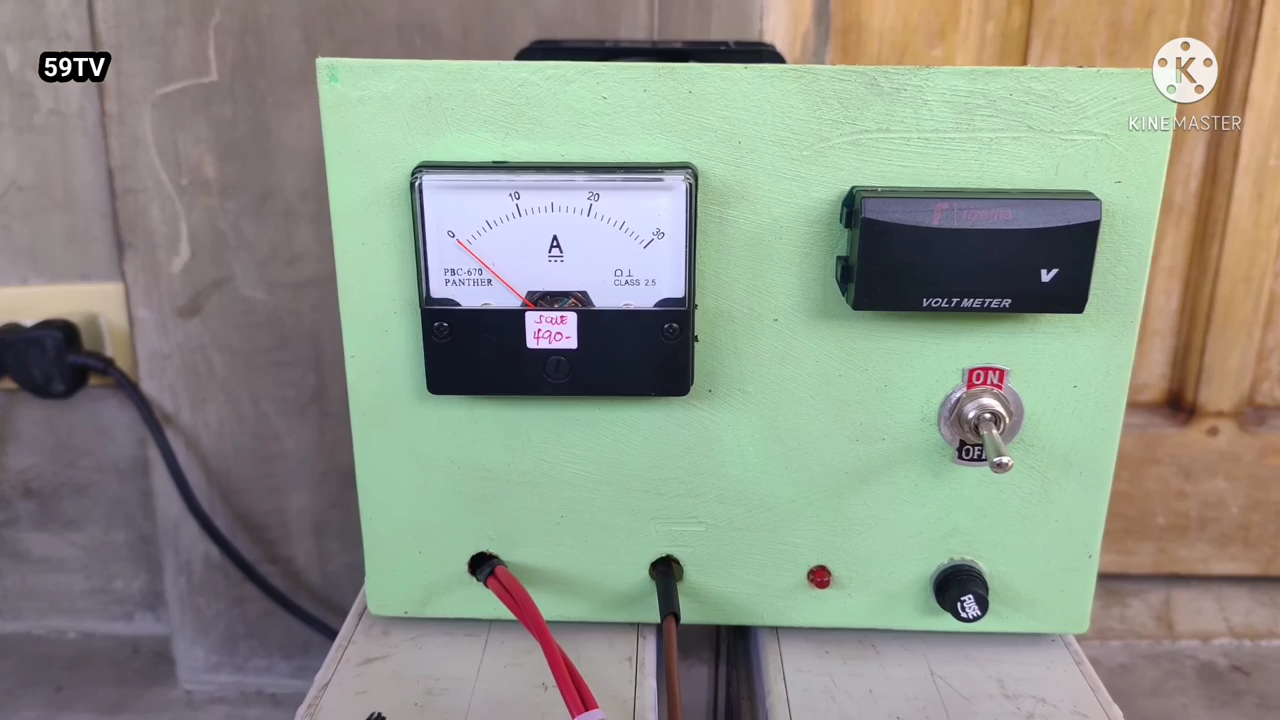 59TV
K
KINEMASTER
0 10 20 30
A
PBC-670
PANTHER
CLASS 2.5
SALE
490-
V
VOLT METER
ON
OFF
FUSE